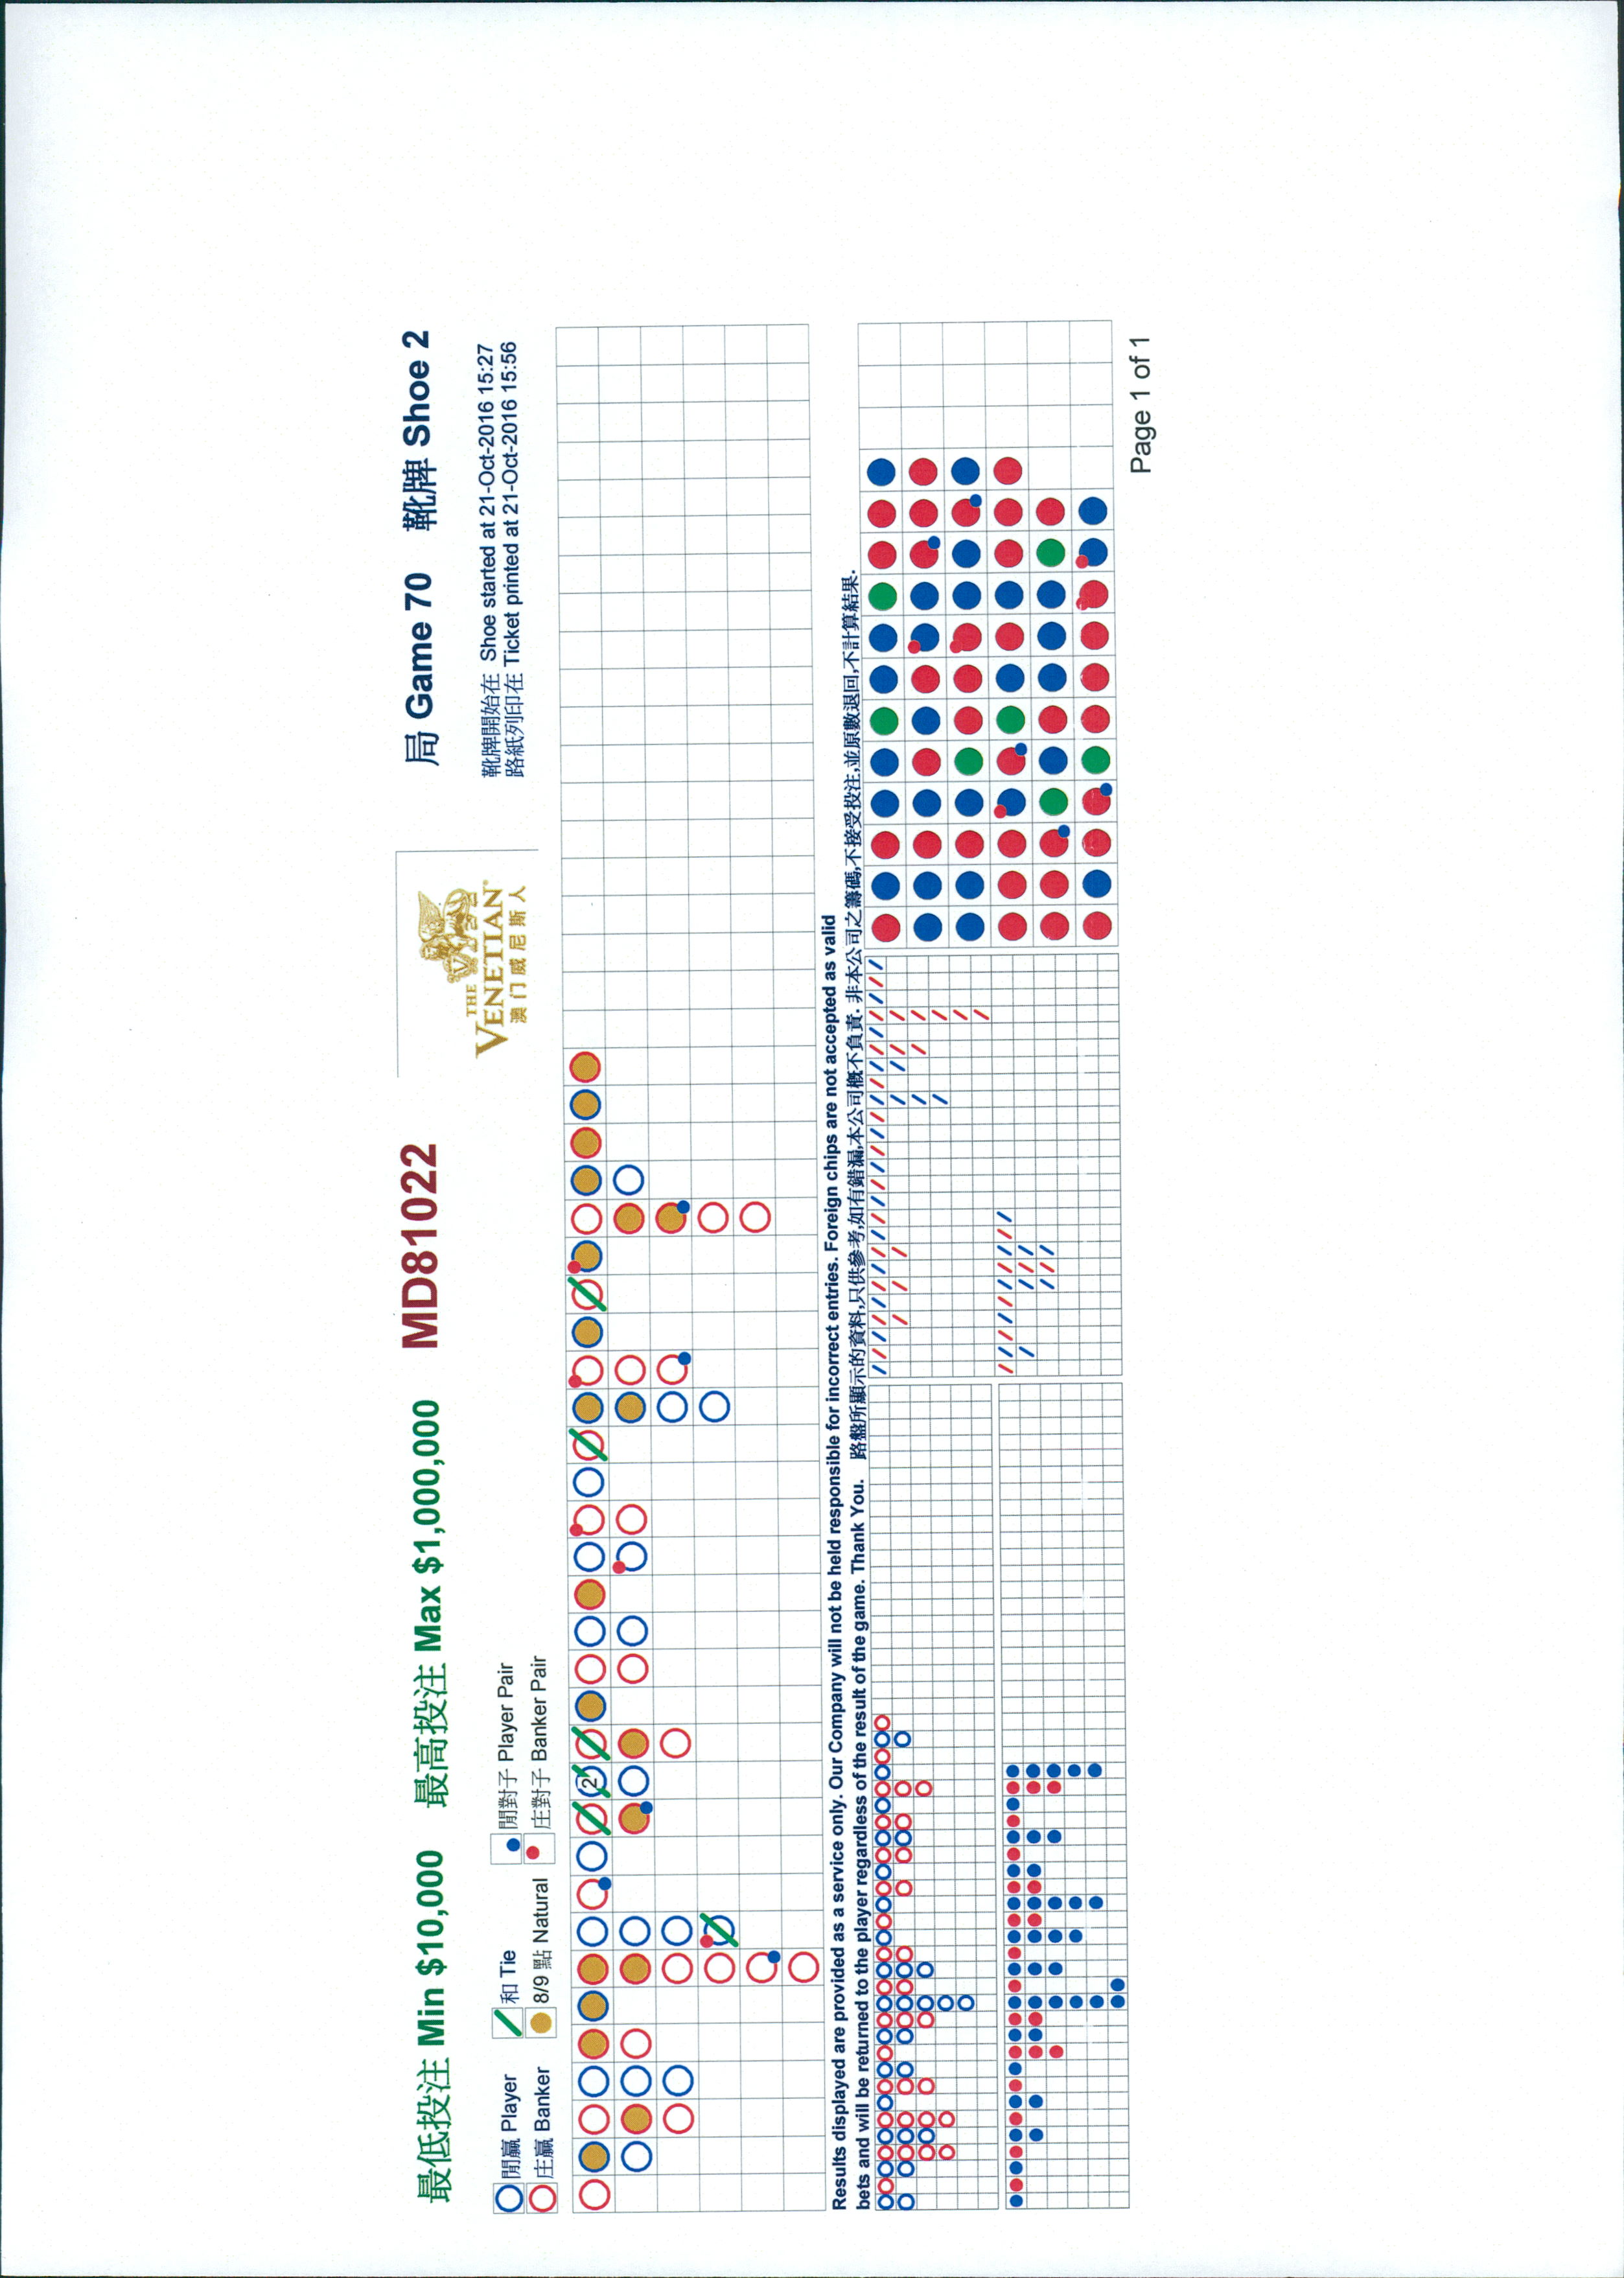 最低投注 Min $10,000 最高投注 Max $1,000,000 MD81022 局 Game 70 靴牌 Shoe 2
THE
VENETIAN®
澳门威尼斯人
閒贏 Player 和 Tie 閒對子 Player Pair
庄贏 Banker 8/9 點 Natural 庄對子 Banker Pair
靴牌開始在 Shoe started at 21-Oct-2016 15:27
路紙列印在 Ticket printed at 21-Oct-2016 15:56
2
Results displayed are provided as a service only. Our Company will not be held responsible for incorrect entries. Foreign chips are not accepted as valid
bets and will be returned to the player regardless of the result of the game. Thank You. 路盤所顯示的資料,只供參考,如有錯漏,本公司概不負責. 非本公司之籌碼,不接受投注,並原數退回,不計算結果.
Page 1 of 1